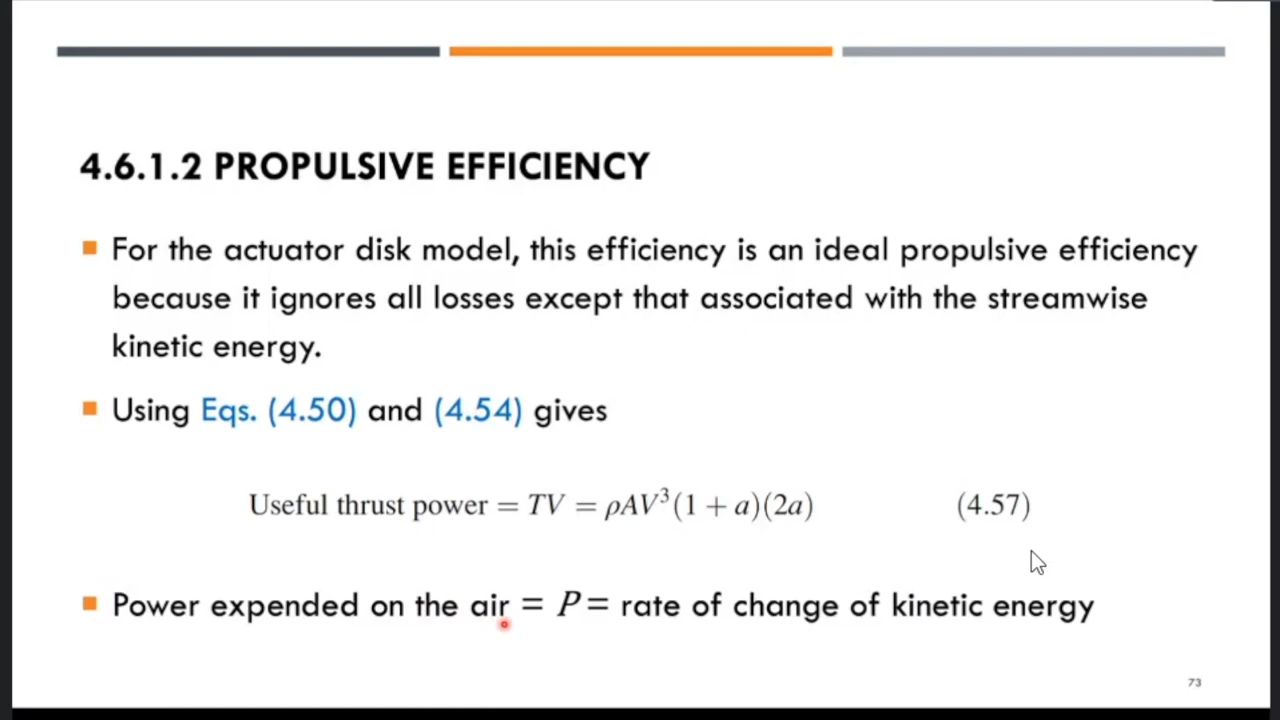 4.6.1.2 PROPULSIVE EFFICIENCY
For the actuator disk model, this efficiency is an ideal propulsive efficiency
because it ignores all losses except that associated with the streamwise
kinetic energy.
Using Eqs. (4.50) and (4.54) gives
Useful thrust power = TV = ρAV³(1 + a)(2a) (4.57)
Power expended on the air = P = rate of change of kinetic energy
73